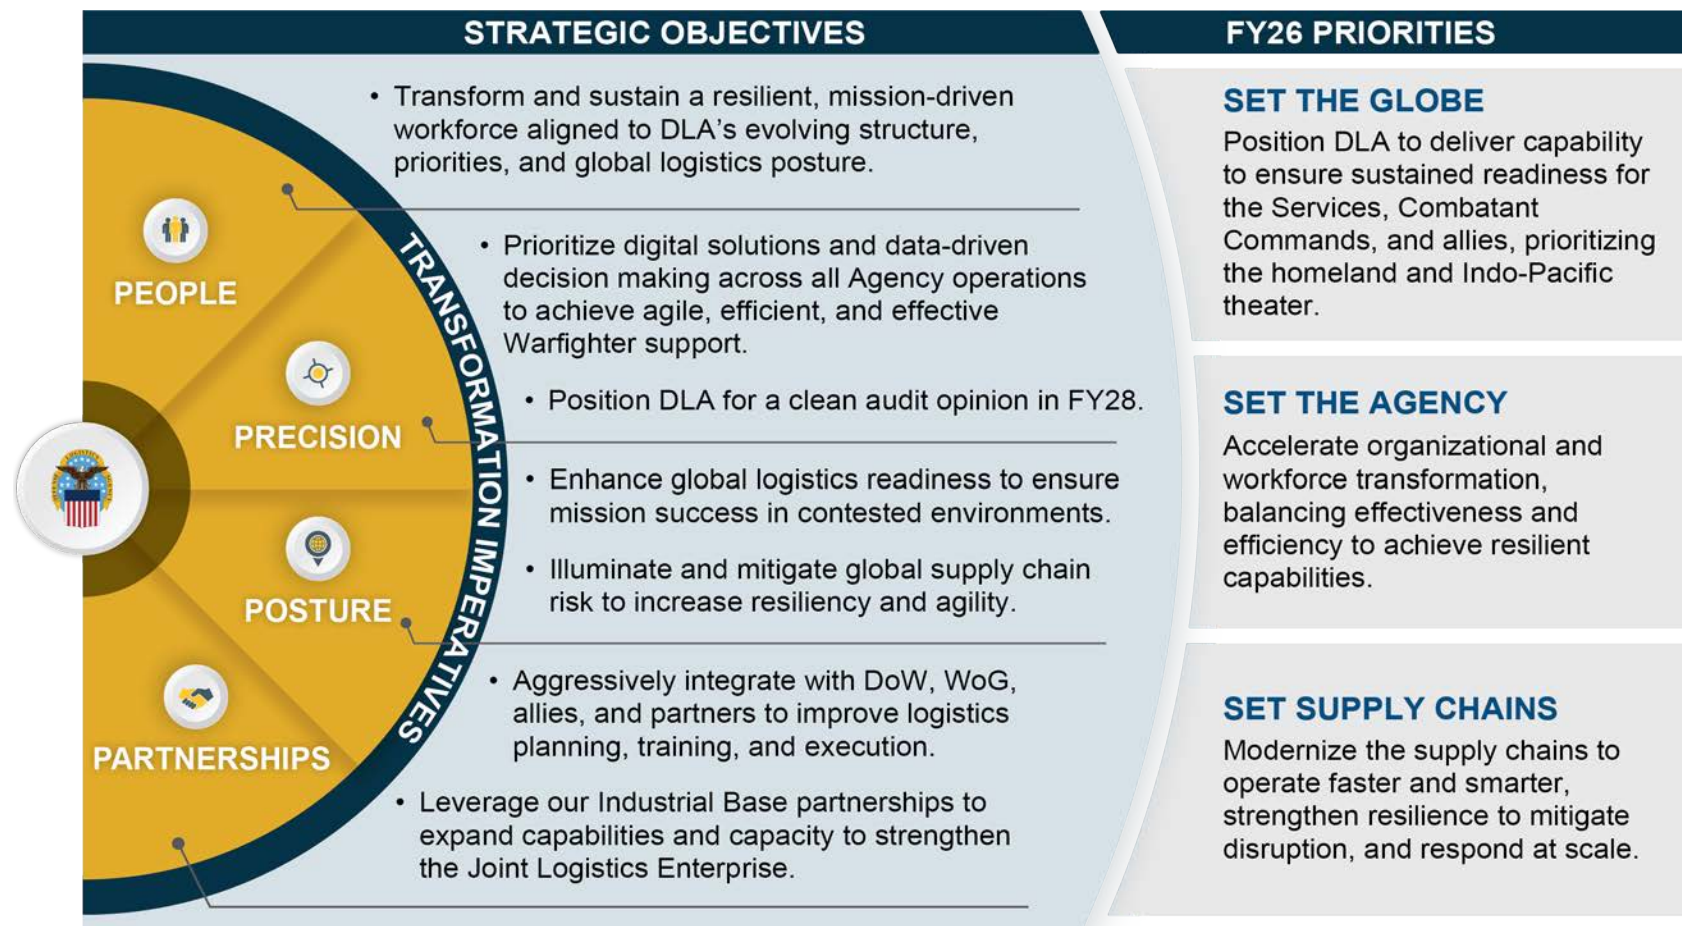 STRATEGIC OBJECTIVES
• Transform and sustain a resilient, mission-driven
workforce aligned to DLA's evolving structure,
priorities, and global logistics posture.
• Prioritize digital solutions and data-driven
decision making across all Agency operations
to achieve agile, efficient, and effective
Warfighter support.
• Position DLA for a clean audit opinion in FY28.
• Enhance global logistics readiness to ensure
mission success in contested environments.
• Illuminate and mitigate global supply chain
risk to increase resiliency and agility.
• Aggressively integrate with DoW, WoG,
allies, and partners to improve logistics
planning, training, and execution.
• Leverage our Industrial Base partnerships to
expand capabilities and capacity to strengthen
the Joint Logistics Enterprise.
PEOPLE
PRECISION
POSTURE
PARTNERSHIPS
TRANSFORMATION IMPERATIVES
FY26 PRIORITIES
SET THE GLOBE
Position DLA to deliver capability
to ensure sustained readiness for
the Services, Combatant
Commands, and allies, prioritizing
the homeland and Indo-Pacific
theater.
SET THE AGENCY
Accelerate organizational and
workforce transformation,
balancing effectiveness and
efficiency to achieve resilient
capabilities.
SET SUPPLY CHAINS
Modernize the supply chains to
operate faster and smarter,
strengthen resilience to mitigate
disruption, and respond at scale.